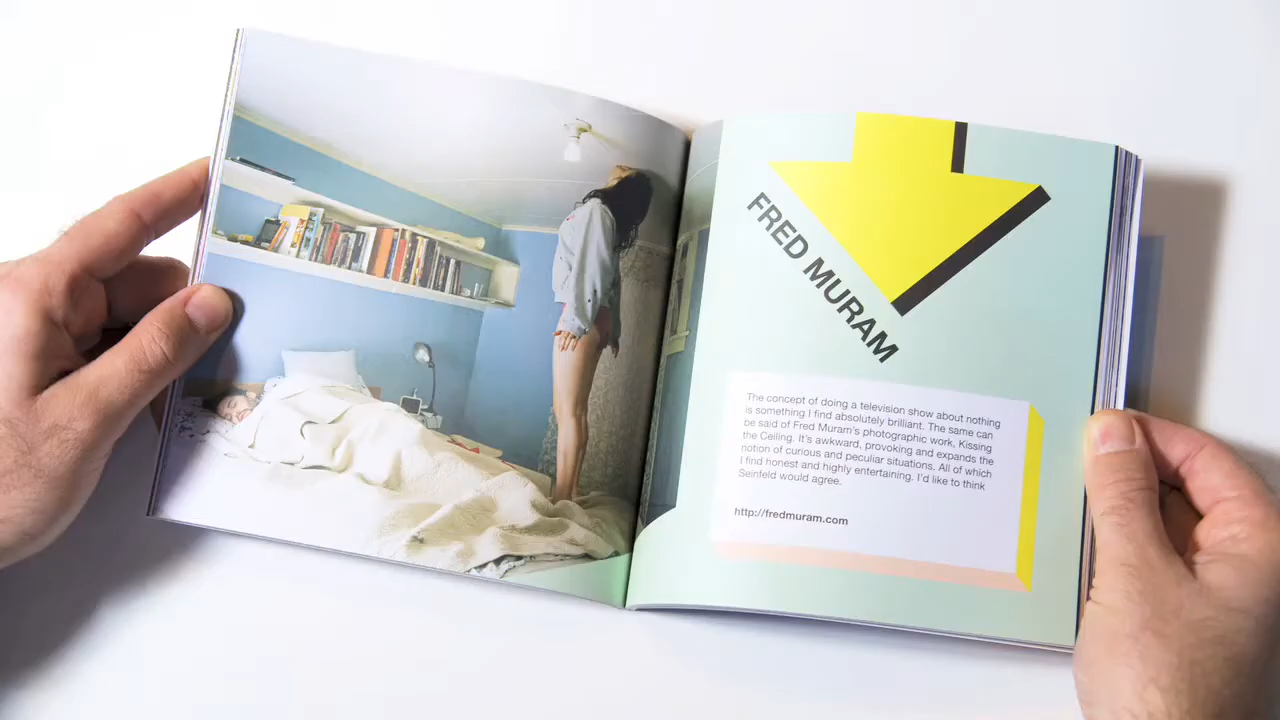 FRED MURAM
The concept of doing a television show about nothing
is something I find absolutely brilliant. The same can
be said of Fred Muram's photographic work, Kissing
the Ceiling. It's awkward, provoking and expands the
notion of curious and peculiar situations. All of which
I find honest and highly entertaining. I'd like to think
Seinfeld would agree.
http://fredmuram.com